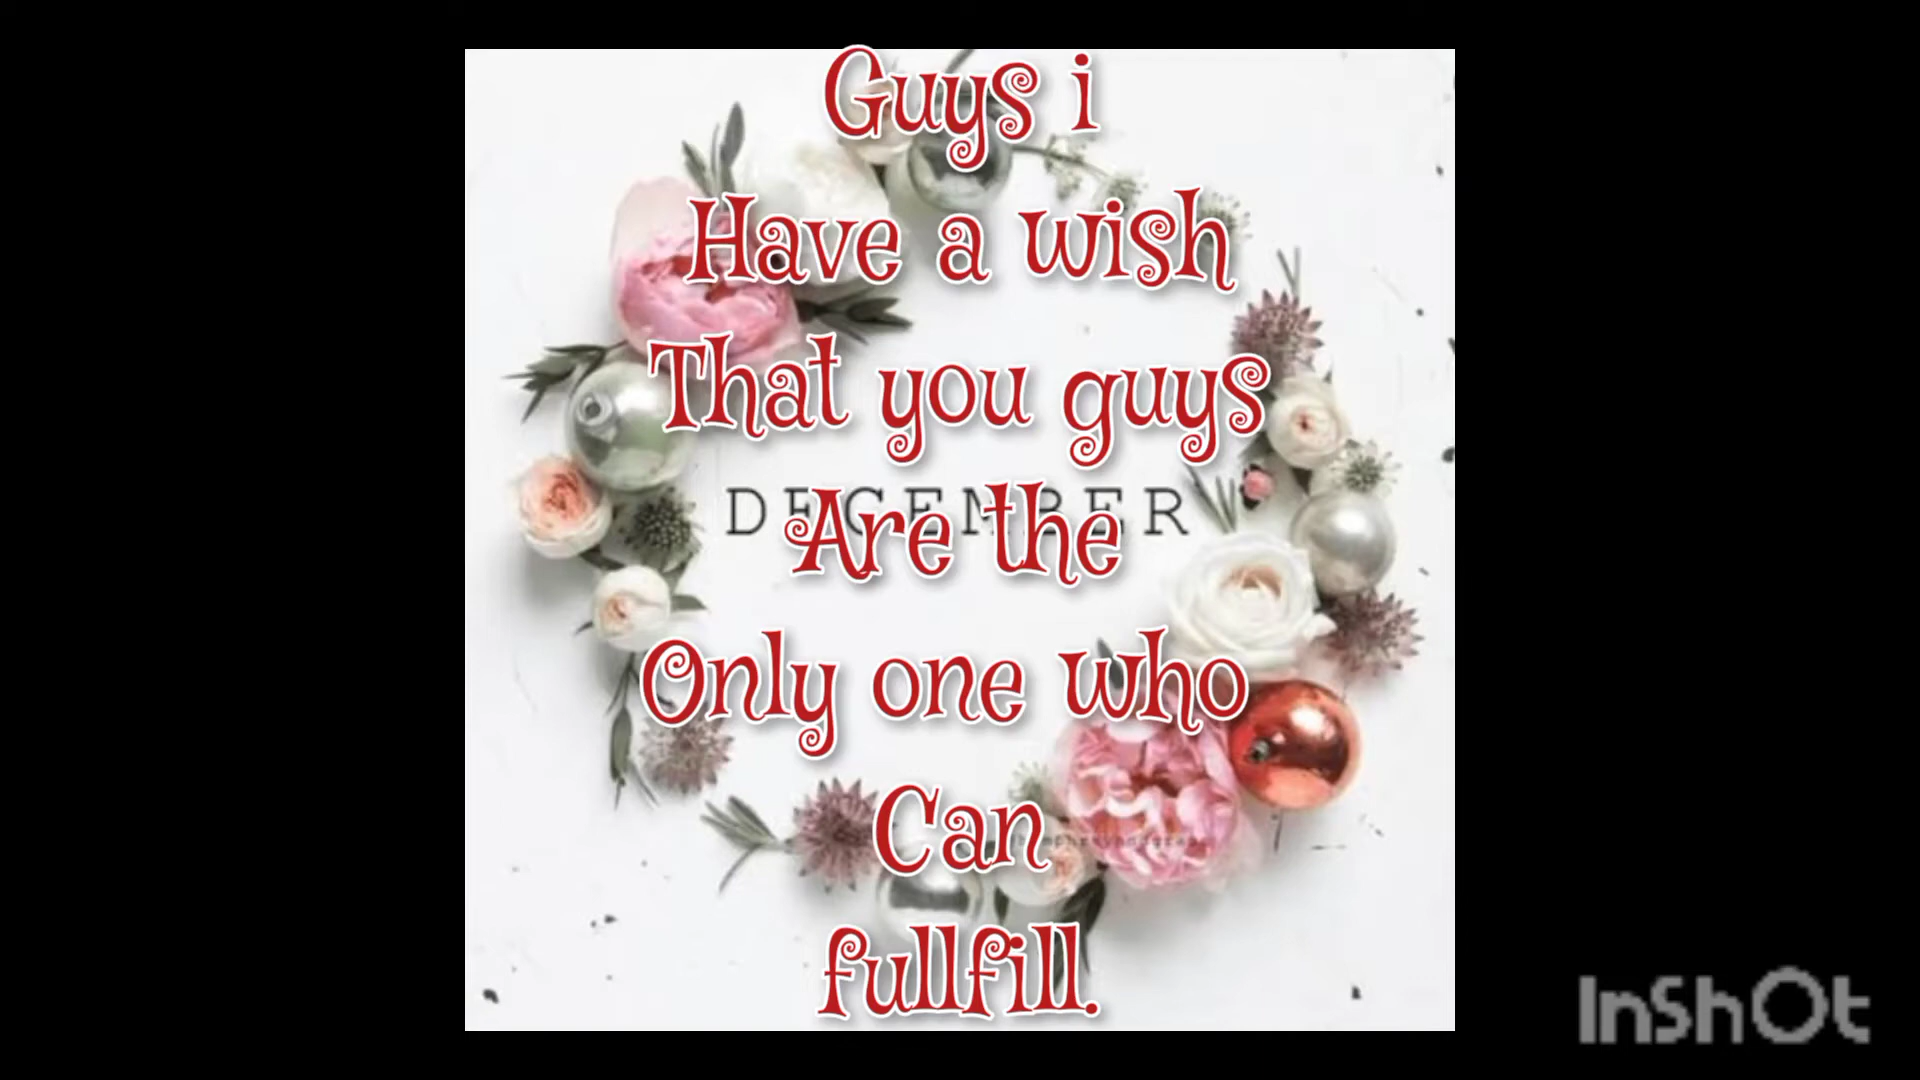 Guys i
Have a wish
That you guys
DECEMBER
Are the
Only one who
Can
fullfill.
InShOt